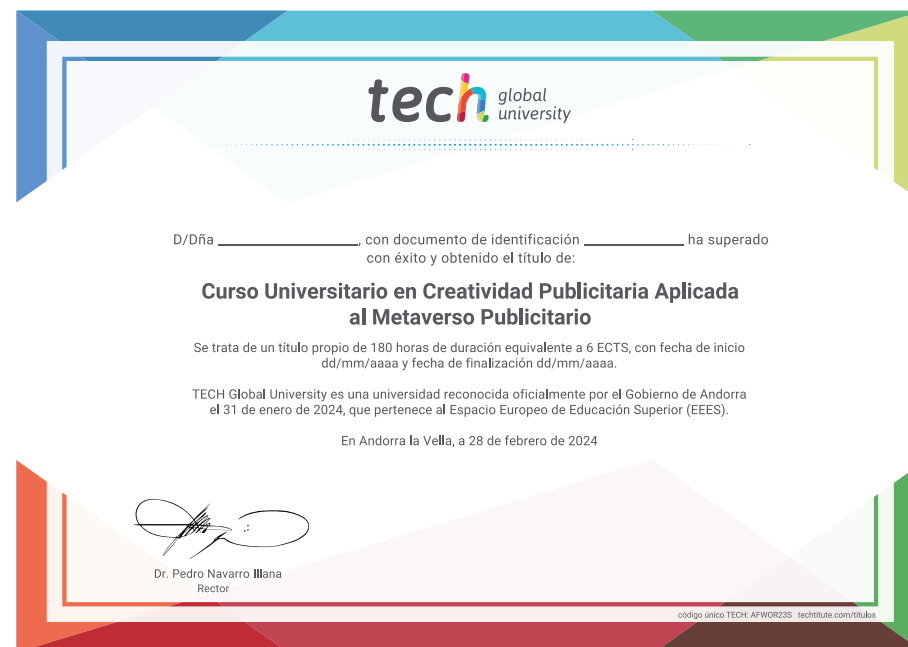 tech global university
D/Dña ____________________, con documento de identificación ______________ ha superado
con éxito y obtenido el título de:
Curso Universitario en Creatividad Publicitaria Aplicada
al Metaverso Publicitario
Se trata de un título propio de 180 horas de duración equivalente a 6 ECTS, con fecha de inicio
dd/mm/aaaa y fecha de finalización dd/mm/aaaa.
TECH Global University es una universidad reconocida oficialmente por el Gobierno de Andorra
el 31 de enero de 2024, que pertenece al Espacio Europeo de Educación Superior (EEES).
En Andorra la Vella, a 28 de febrero de 2024
Dr. Pedro Navarro Illana
Rector
código único TECH: AFWOR23S techtitute.com/titulos